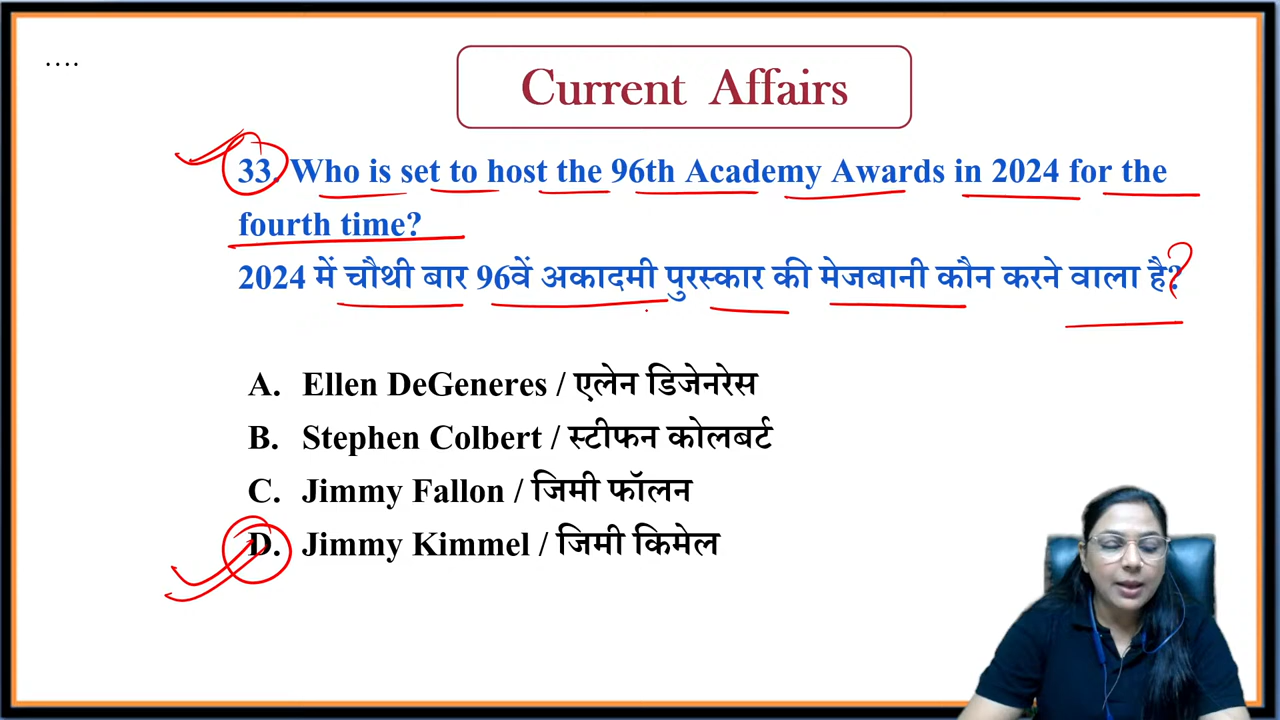 ....
Current Affairs
33. Who is set to host the 96th Academy Awards in 2024 for the
fourth time?
2024 में चौथी बार 96वें अकादमी पुरस्कार की मेजबानी कौन करने वाला है?
A. Ellen DeGeneres / एलेन डिजेनरेस
B. Stephen Colbert / स्टीफन कोलबर्ट
C. Jimmy Fallon / जिमी फॉलन
D. Jimmy Kimmel / जिमी किमेल